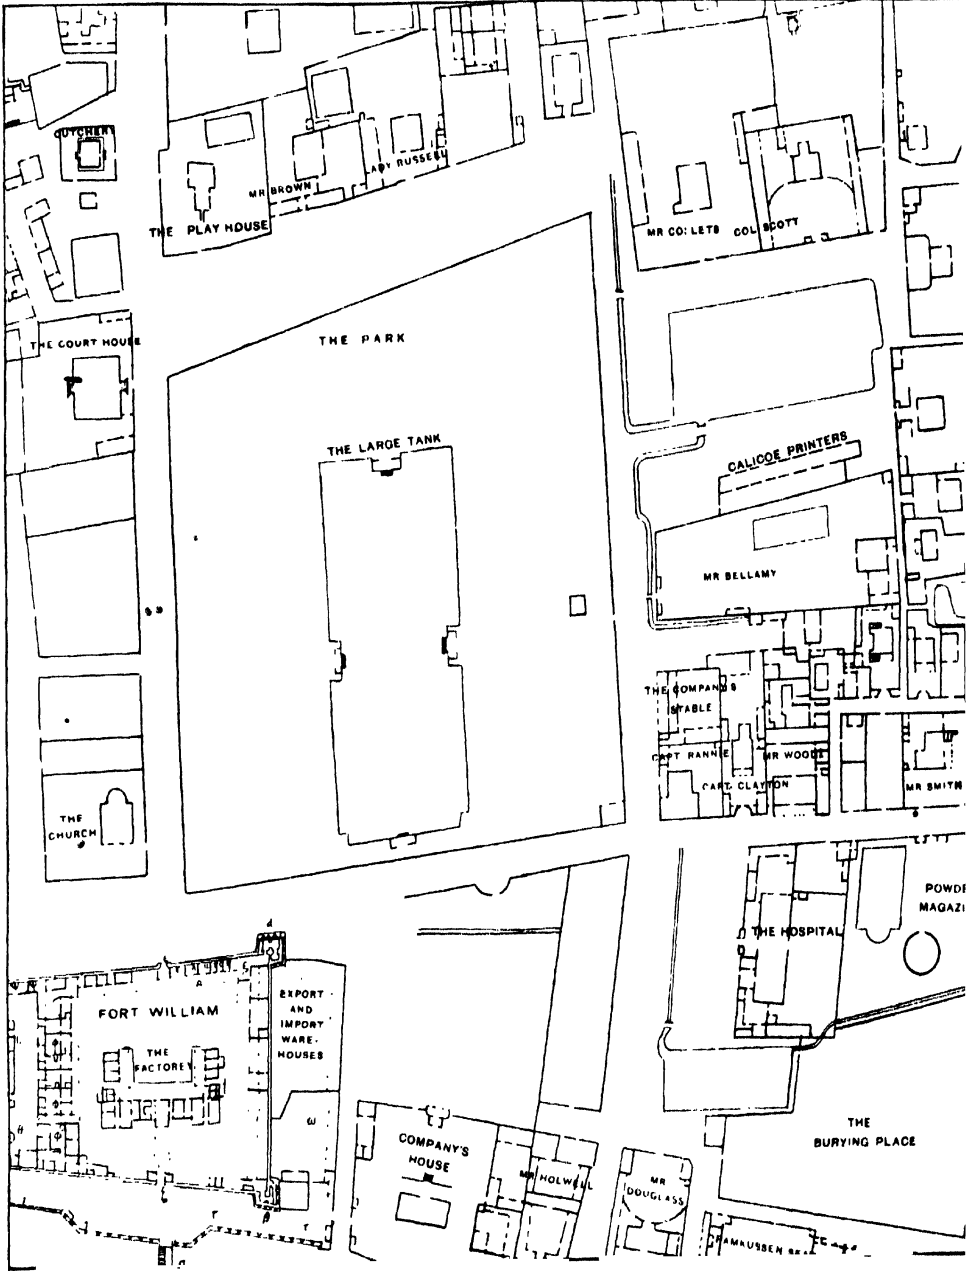 CUTCHERY
THE PLAY HOUSE
MR BROWN
LADY RUSSELL
MR CO: LETS
COL SCOTT
THE COURT HOUSE
THE PARK
THE LARGE TANK
CALICOE PRINTERS
MR BELLAMY
THE COMPANYS
STABLE
CAPT RANNIE
MR WOODS
CAPT CLAYTON
MR SMITH
THE
CHURCH
POWDE
MAGAZI
THE HOSPITAL
FORT WILLIAM
THE
FACTOREY
EXPORT
AND
IMPORT
WARE-
HOUSES
COMPANY'S
HOUSE
MR HOLWELL
MR
DOUGLASS
THE
BURYING PLACE